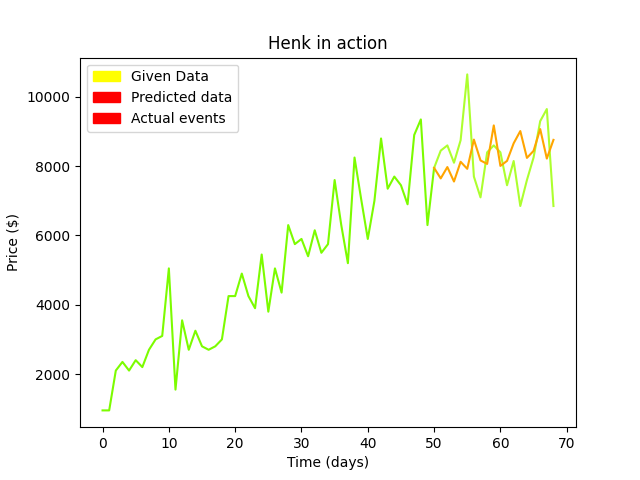 Henk in action
Given Data
Predicted data
Actual events
Price ($)
10000
8000
6000
4000
2000
0 10 20 30 40 50 60 70
Time (days)